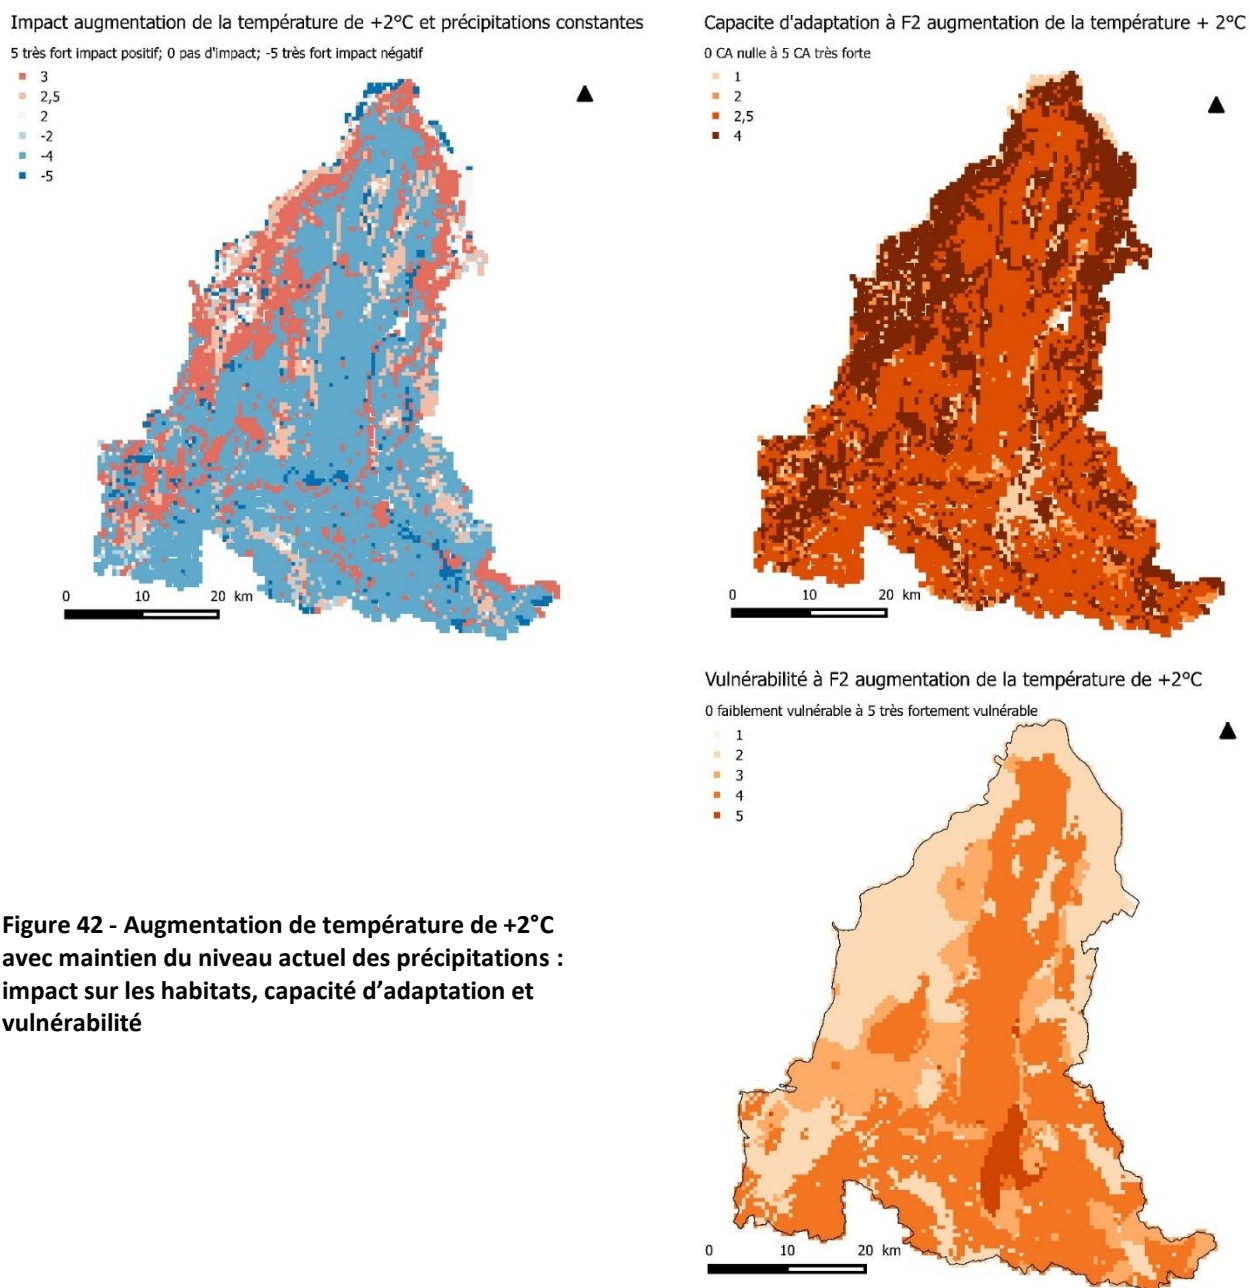 Impact augmentation de la température de +2°C et précipitations constantes
5 très fort impact positif; 0 pas d'impact; -5 très fort impact négatif
3
2,5
2
-2
-4
-5
0 10 20 km
Capacite d'adaptation à F2 augmentation de la température + 2°C
0 CA nulle à 5 CA très forte
1
2
2,5
4
0 10 20 km
Vulnérabilité à F2 augmentation de la température de +2°C
0 faiblement vulnérable à 5 très fortement vulnérable
1
2
3
4
5
0 10 20 km
Figure 42 - Augmentation de température de +2°C
avec maintien du niveau actuel des précipitations :
impact sur les habitats, capacité d’adaptation et
vulnérabilité